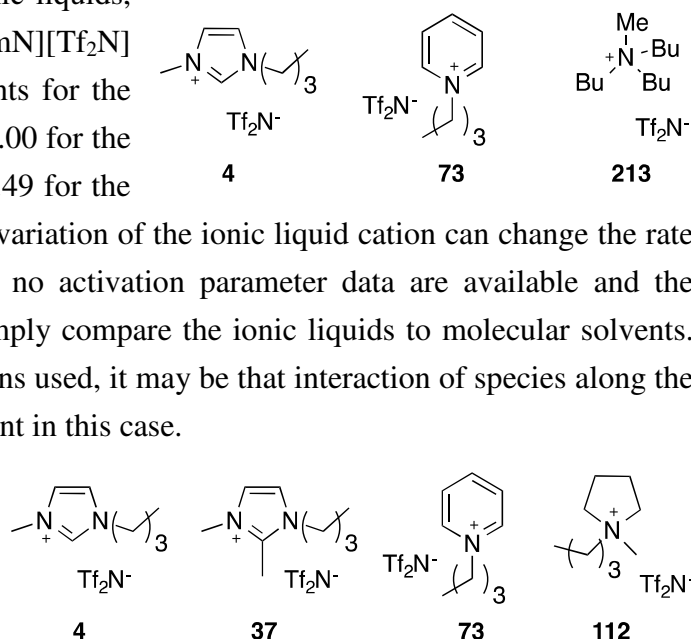 ic liquids,
mN][Tf₂N]
nts for the
.00 for the
49 for the
Me
N
+
Bu
Bu
Bu
Tf₂N⁻
N
+
N
3
Tf₂N⁻
N
+
3
Tf₂N⁻
4
73
213
variation of the ionic liquid cation can change the rate
no activation parameter data are available and the
mply compare the ionic liquids to molecular solvents.
ns used, it may be that interaction of species along the
nt in this case.
N
+
N
3
Tf₂N⁻
N
+
N
3
Tf₂N⁻
Tf₂N⁻
N
+
3
N
+
3
Tf₂N⁻
4
37
73
112